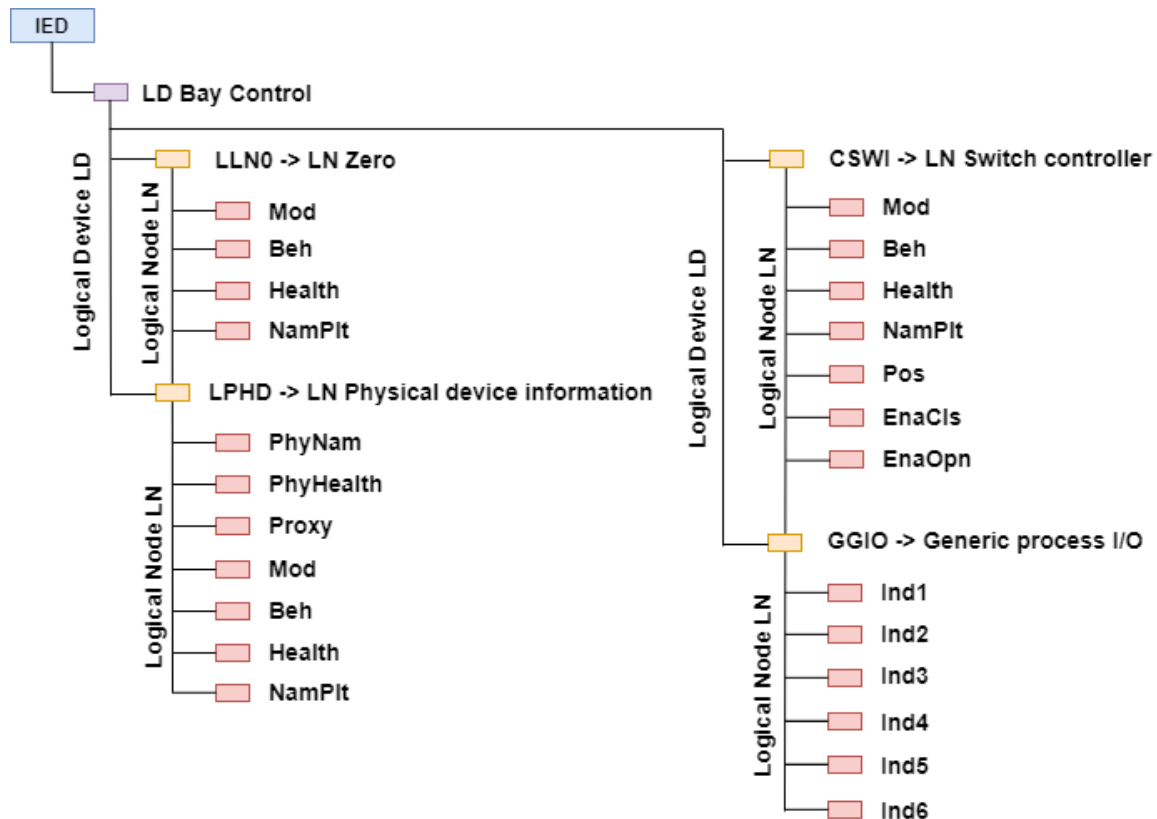 IED
LD Bay Control
Logical Device LD
LLN0 -> LN Zero
Logical Node LN
Mod
Beh
Health
NamPlt
LPHD -> LN Physical device information
Logical Node LN
PhyNam
PhyHealth
Proxy
Mod
Beh
Health
NamPlt
Logical Device LD
CSWI -> LN Switch controller
Logical Node LN
Mod
Beh
Health
NamPlt
Pos
EnaCls
EnaOpn
GGIO -> Generic process I/O
Logical Node LN
Ind1
Ind2
Ind3
Ind4
Ind5
Ind6